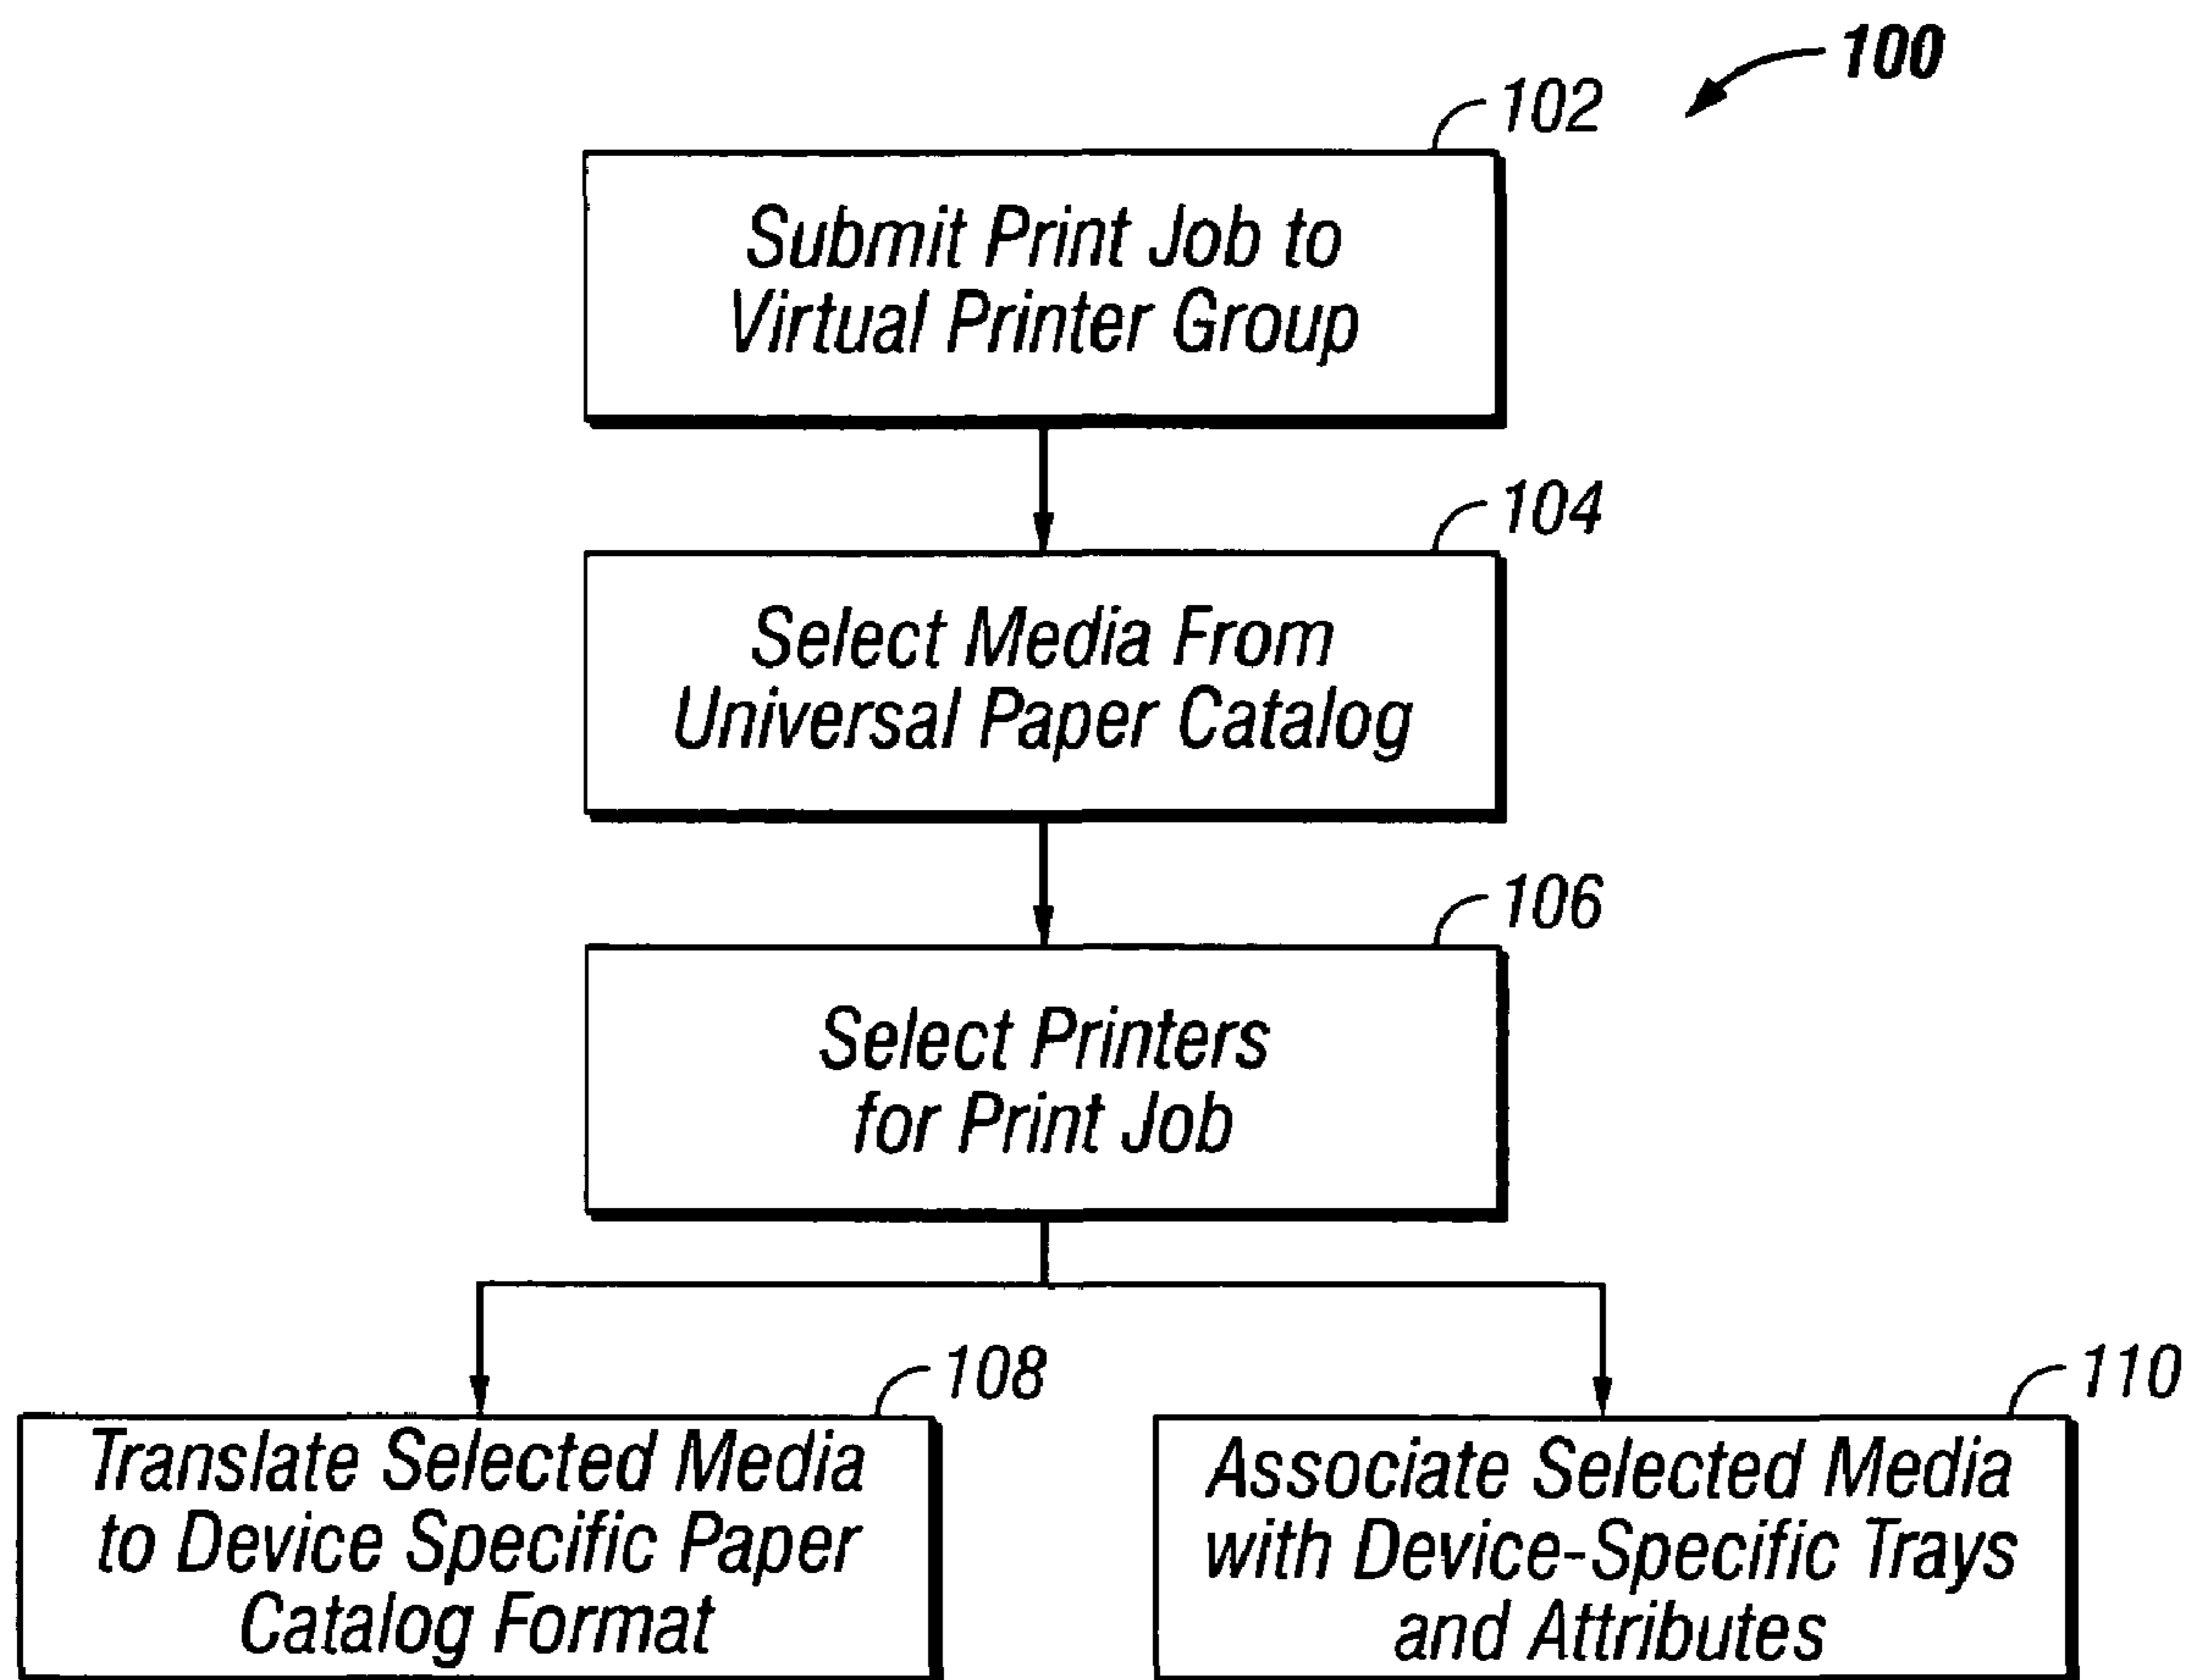 100
102
Submit Print Job to
Virtual Printer Group
104
Select Media From
Universal Paper Catalog
106
Select Printers
for Print Job
108
Translate Selected Media
to Device Specific Paper
Catalog Format
110
Associate Selected Media
with Device-Specific Trays
and Attributes